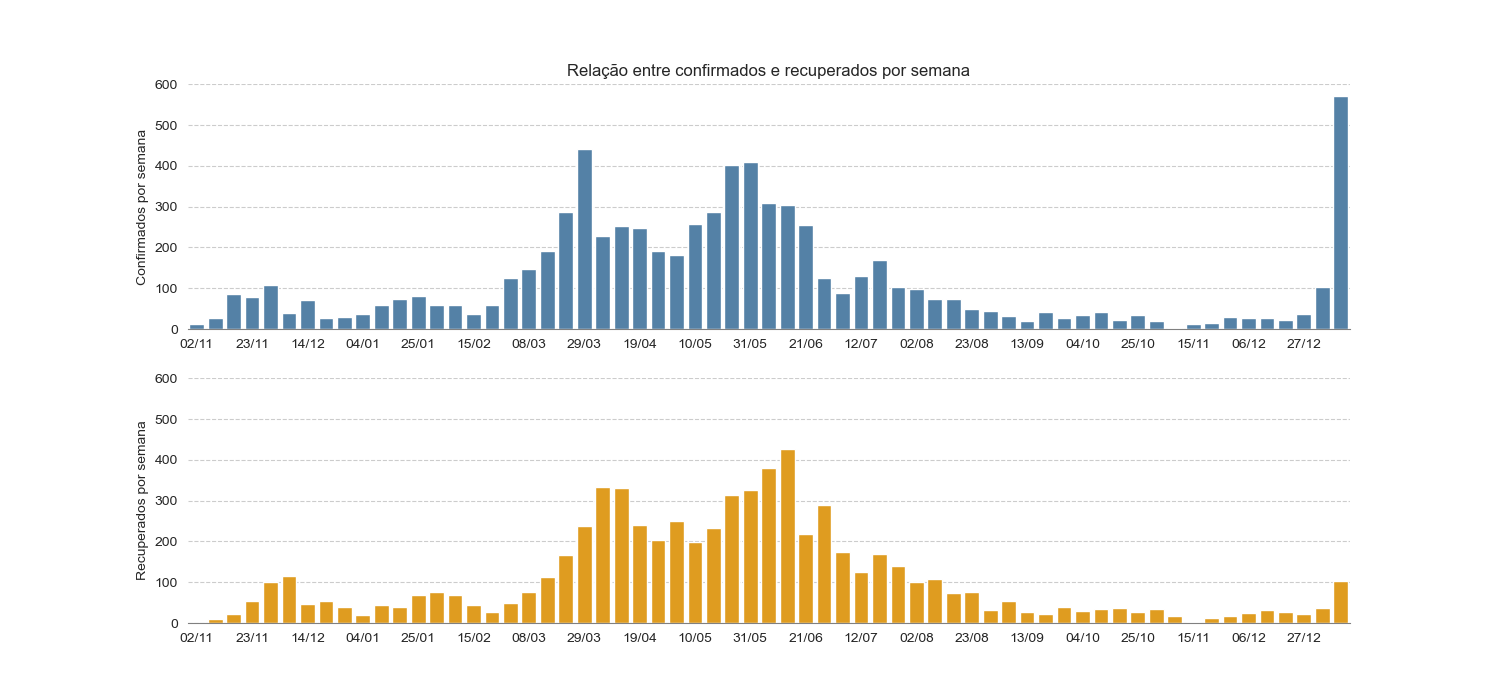 Relação entre confirmados e recuperados por semana
Confirmados por semana
600
500
400
300
200
100
0
02/11 23/11 14/12 04/01 25/01 15/02 08/03 29/03 19/04 10/05 31/05 21/06 12/07 02/08 23/08 13/09 04/10 25/10 15/11 06/12 27/12
Recuperados por semana
600
500
400
300
200
100
0
02/11 23/11 14/12 04/01 25/01 15/02 08/03 29/03 19/04 10/05 31/05 21/06 12/07 02/08 23/08 13/09 04/10 25/10 15/11 06/12 27/12